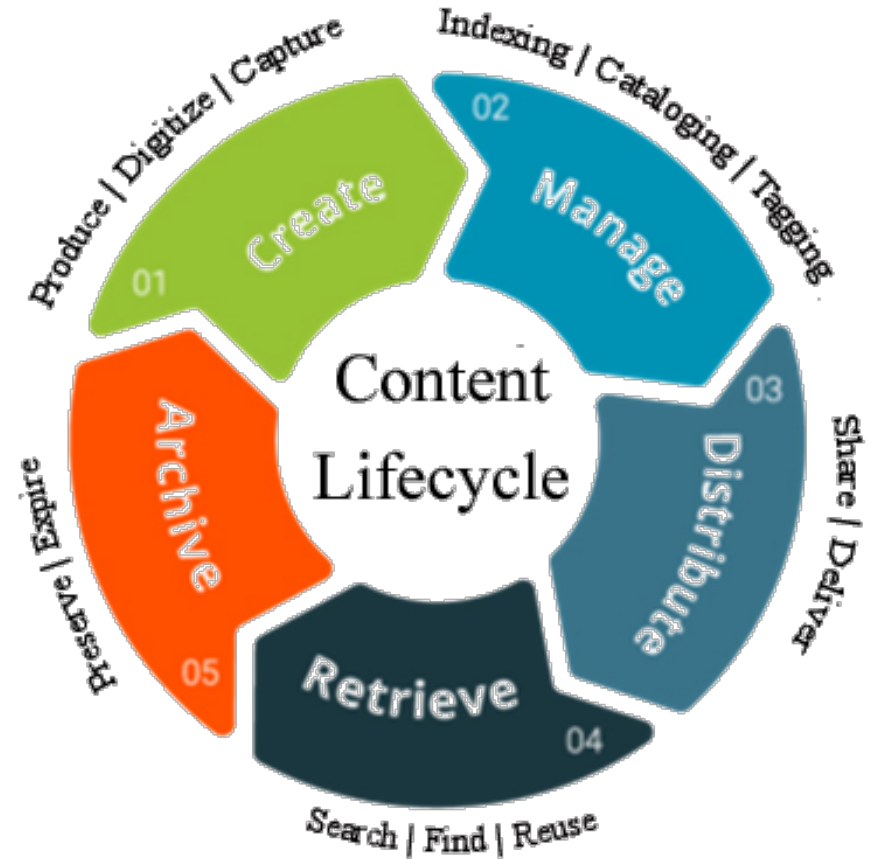 Content
Lifecycle
01
Create
Produce | Digitize | Capture
02
Manage
Indexing | Cataloging | Tagging
03
Distribute
Share | Deliver
04
Retrieve
Search | Find | Reuse
05
Archive
Preserve | Expire